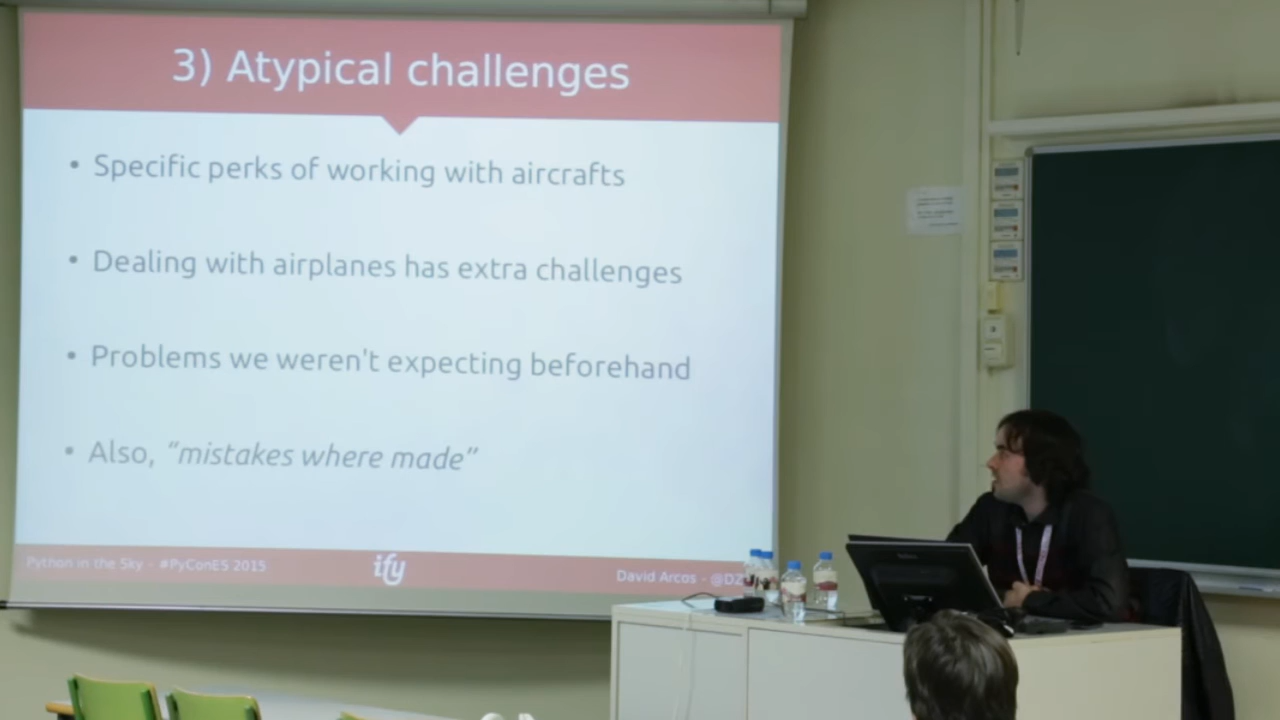 3) Atypical challenges
• Specific perks of working with aircrafts
• Dealing with airplanes has extra challenges
• Problems we weren't expecting beforehand
• Also, "mistakes where made"
Python in the Sky - #PyConES 2015
ify
David Arcos - @DZ